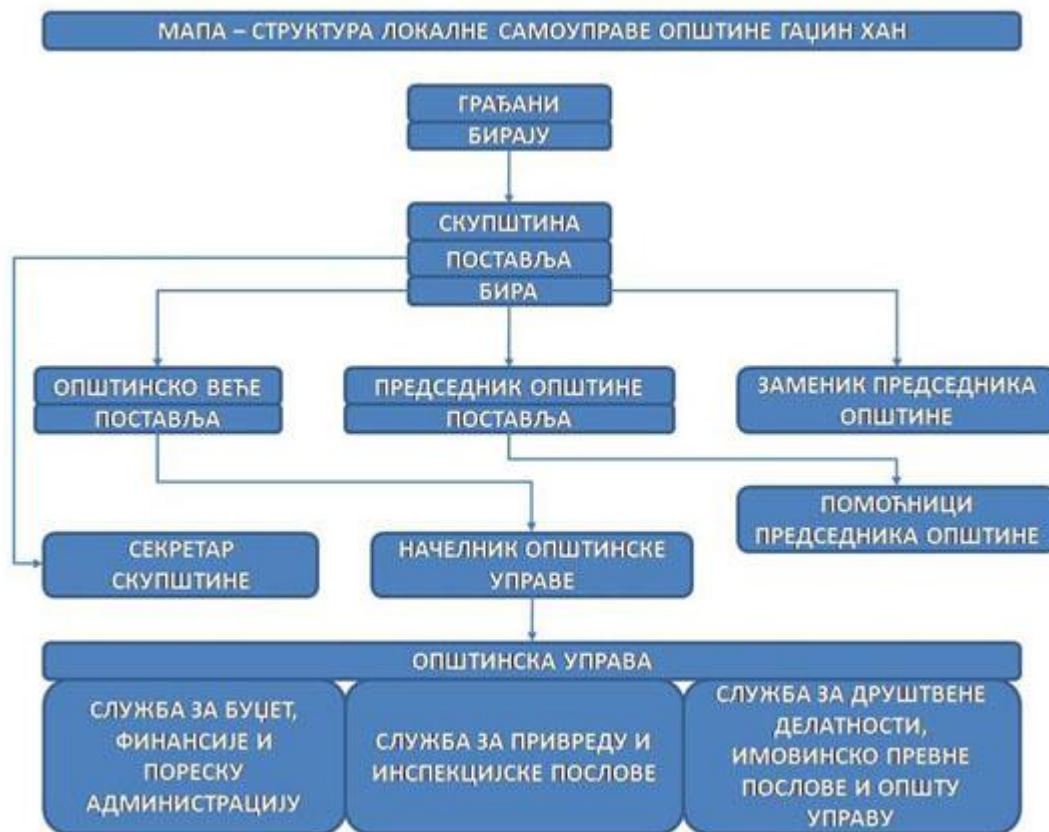 МАПА – СТРУКТУРА ЛОКАЛНЕ САМОУПРАВЕ ОПШТИНЕ ГАЏИН ХАН
ГРАЂАНИ
БИРАЈУ
СКУПШТИНА
ПОСТАВЉА
БИРА
ОПШТИНСКО ВЕЋЕ
ПОСТАВЉА
ПРЕДСЕДНИК ОПШТИНЕ
ПОСТАВЉА
ЗАМЕНИК ПРЕДСЕДНИКА
ОПШТИНЕ
ПОМОЋНИЦИ
ПРЕДСЕДНИКА ОПШТИНЕ
СЕКРЕТАР
СКУПШТИНЕ
НАЧЕЛНИК ОПШТИНСКЕ
УПРАВЕ
ОПШТИНСКА УПРАВА
СЛУЖБА ЗА БУЏЕТ,
ФИНАНСИЈЕ И
ПОРЕСКУ
АДМИНИСТРАЦИЈУ
СЛУЖБА ЗА ПРИВРЕДУ И
ИНСПЕКЦИЈСКЕ ПОСЛОВЕ
СЛУЖБА ЗА ДРУШТВЕНЕ
ДЕЛАТНОСТИ,
ИМОВИНСКО ПРЕВНЕ
ПОСЛОВЕ И ОПШТУ
УПРАВУ